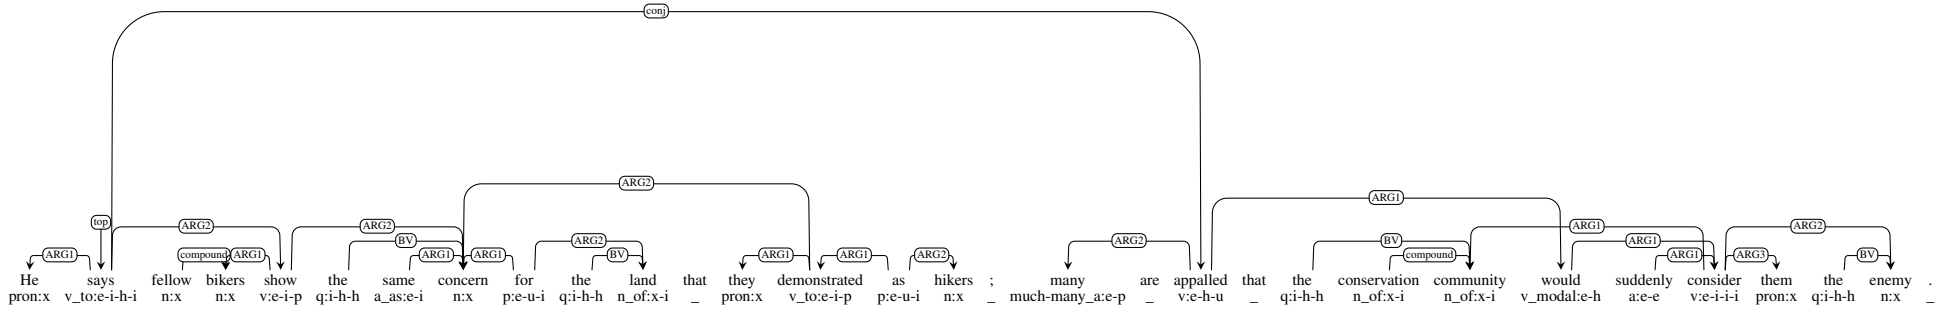 conj
ARG2
ARG1
top ARG2 ARG2 ARG1 ARG2
BV ARG2 ARG2 BV ARG1
ARG1 compound ARG1 ARG1 ARG1 BV ARG1 ARG1 ARG2 compound ARG1 ARG3 BV
He says fellow bikers show the same concern for the land that they demonstrated as hikers ; many are appalled that the conservation community would suddenly consider them the enemy .
pron:x v_to:e-i-h-i n:x n:x v:e-i-p q:i-h-h a_as:e-i n:x p:e-u-i q:i-h-h n_of:x-i _ pron:x v_to:e-i-p p:e-u-i n:x _ much-many_a:e-p _ v:e-h-u _ q:i-h-h n_of:x-i n_of:x-i v_modal:e-h a:e-e v:e-i-i-i pron:x q:i-h-h n:x _